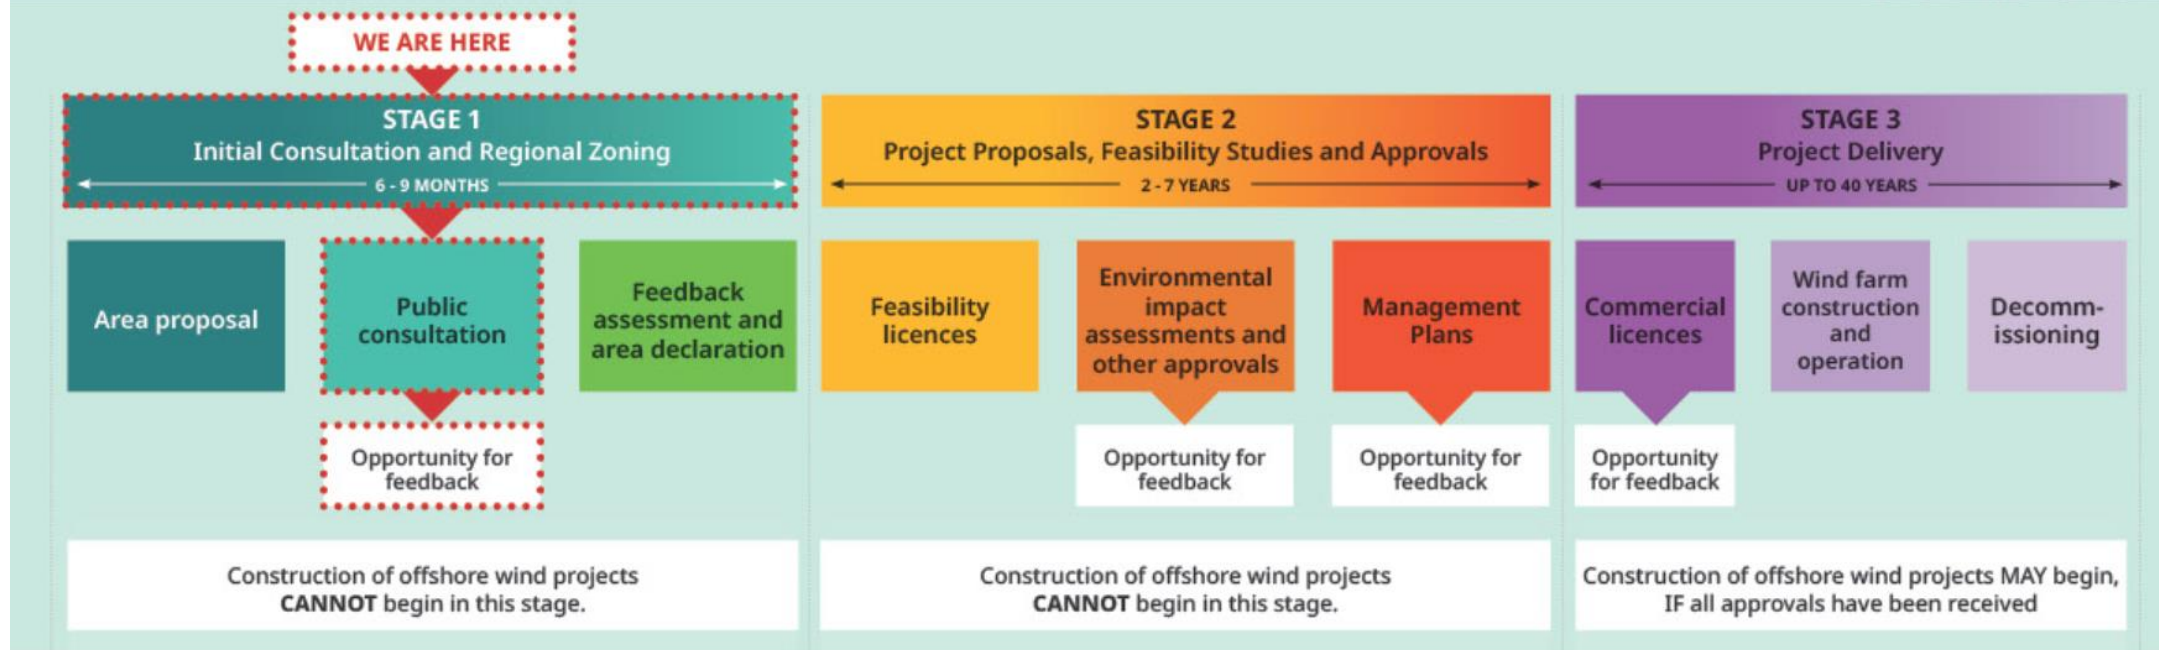 WE ARE HERE
STAGE 1
Initial Consultation and Regional Zoning
6 - 9 MONTHS
Area proposal
Public
consultation
Feedback
assessment and
area declaration
Opportunity for
feedback
Construction of offshore wind projects
CANNOT begin in this stage.
STAGE 2
Project Proposals, Feasibility Studies and Approvals
2 - 7 YEARS
Feasibility
licences
Environmental
impact
assessments and
other approvals
Management
Plans
Opportunity for
feedback
Opportunity for
feedback
Construction of offshore wind projects
CANNOT begin in this stage.
STAGE 3
Project Delivery
UP TO 40 YEARS
Commercial
licences
Wind farm
construction
and
operation
Decomm-
issioning
Opportunity
for feedback
Construction of offshore wind projects MAY begin,
IF all approvals have been received